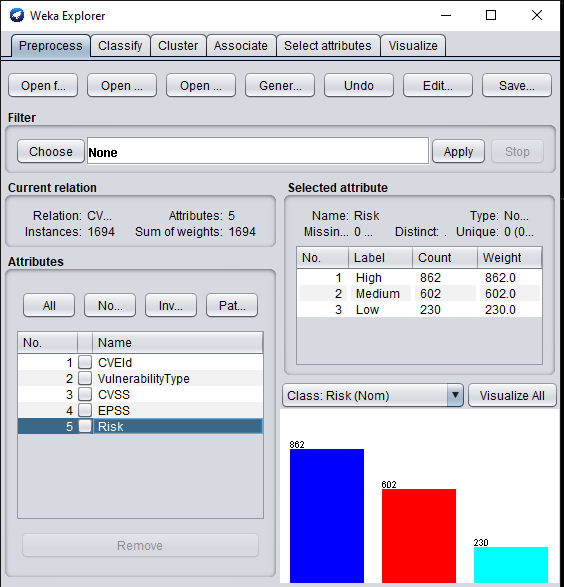 Weka Explorer
Preprocess Classify Cluster Associate Select attributes Visualize
Open f... Open ... Open ... Gener... Undo Edit... Save...
Filter
Choose None Apply Stop
Current relation
Relation: CV... Attributes: 5
Instances: 1694 Sum of weights: 1694
Attributes
All No... Inv... Pat...
No. Name
1 CVEId
2 VulnerabilityType
3 CVSS
4 EPSS
5 Risk
Remove
Selected attribute
Name: Risk Type: No...
Missin... 0 ... Distinct: . Unique: 0 (0...
No. Label Count Weight
1 High 862 862.0
2 Medium 602 602.0
3 Low 230 230.0
Class: Risk (Nom) Visualize All
862
602
230